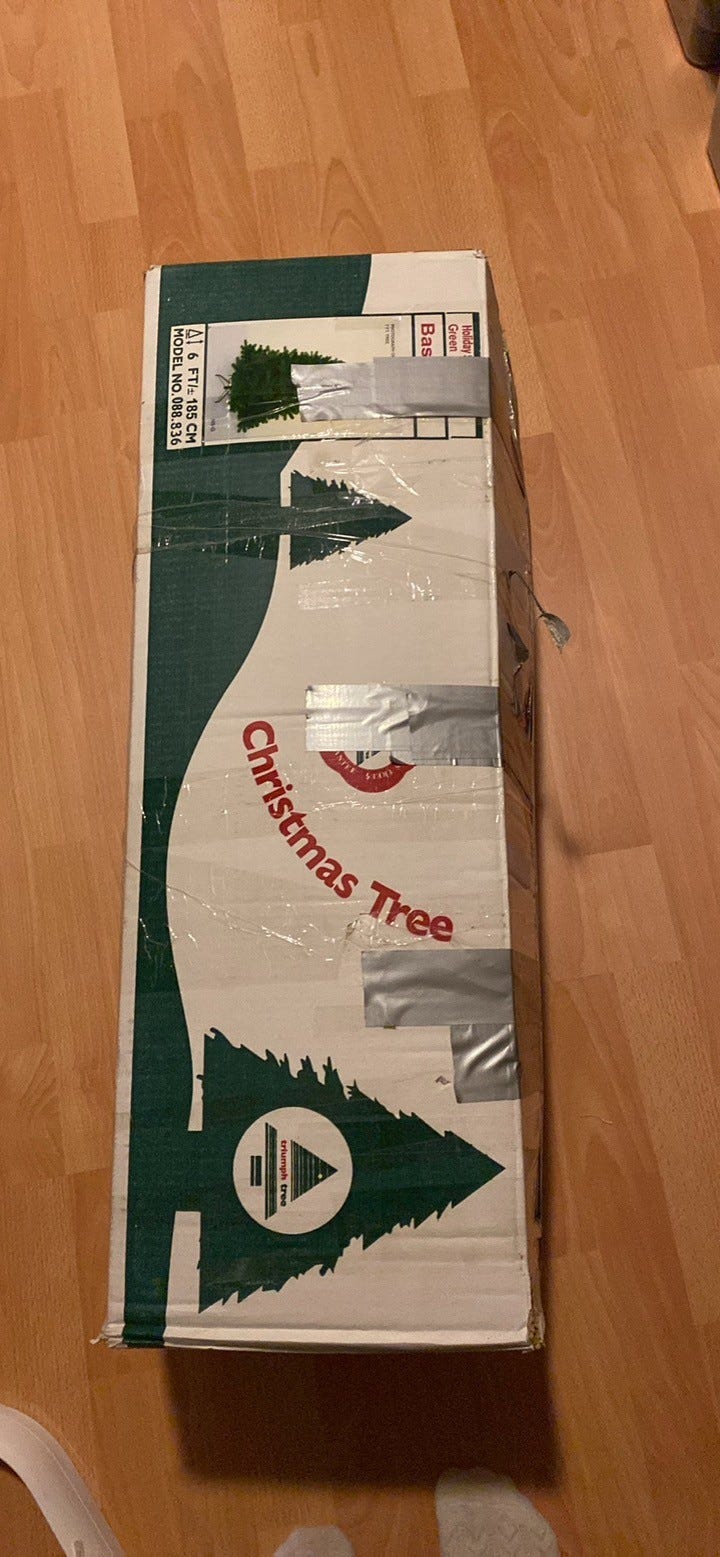 Holiday
Green
Bas
6 FT/± 185 CM
MODEL NO. 088.836
Christmas Tree
triumph tree